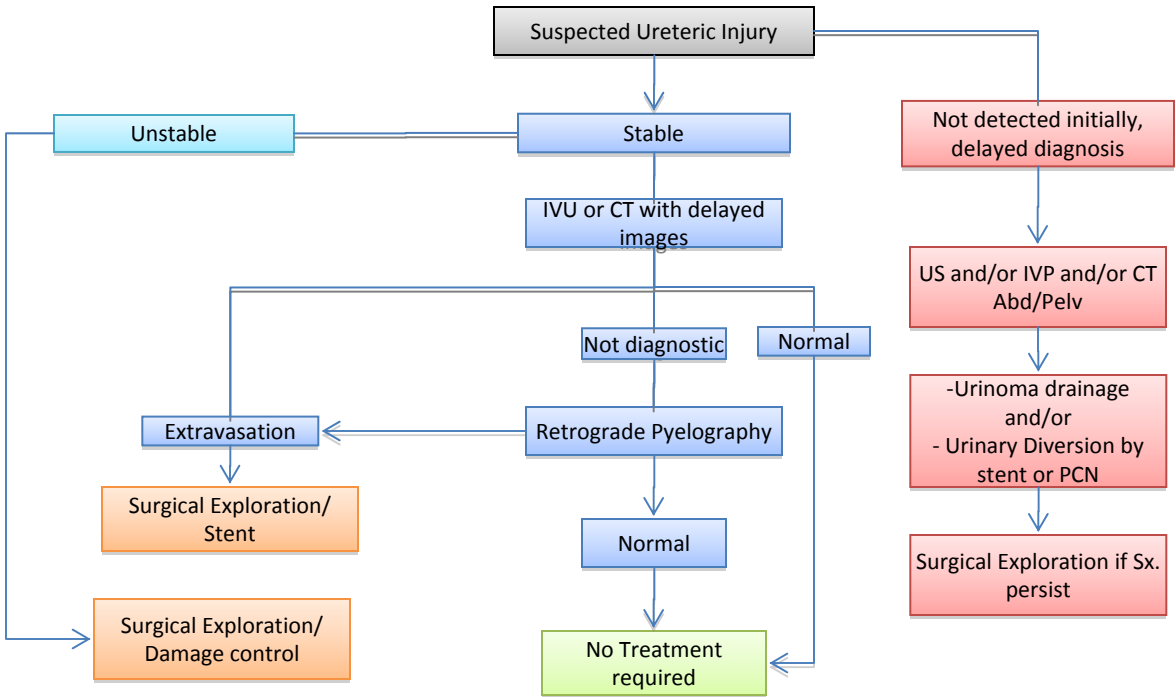 Suspected Ureteric Injury
Unstable
Stable
Not detected initially,
delayed diagnosis
IVU or CT with delayed
images
US and/or IVP and/or CT
Abd/Pelv
Not diagnostic
Normal
-Urinoma drainage
and/or
- Urinary Diversion by
stent or PCN
Extravasation
Retrograde Pyelography
Surgical Exploration/
Stent
Normal
Surgical Exploration if Sx.
persist
Surgical Exploration/
Damage control
No Treatment
required